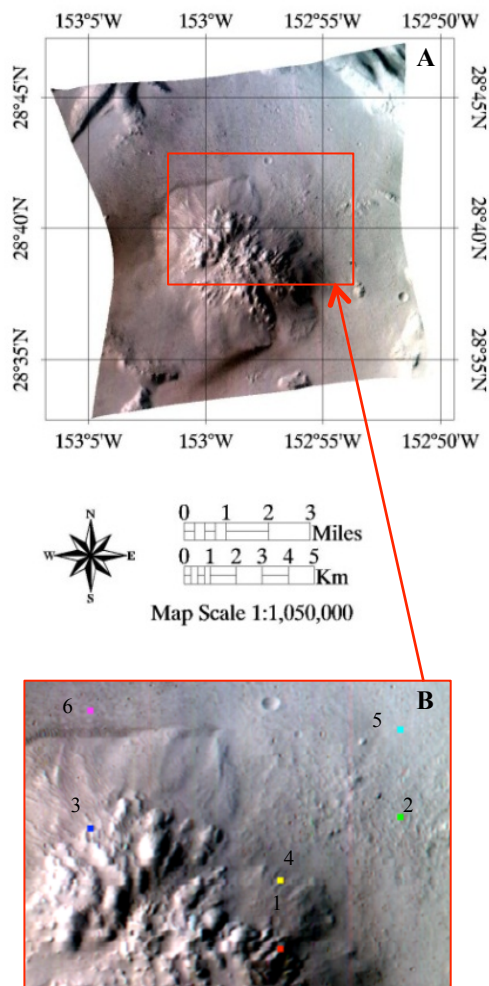 153°5'W 153°W 152°55'W 152°50'W
A
28°45'N 28°45'N
28°40'N 28°40'N
28°35'N 28°35'N
153°5'W 153°W 152°55'W 152°50'W
N
W E
S
0 1 2 3
Miles
0 1 2 3 4 5
Km
Map Scale 1:1,050,000
B
6
5
3
2
4
1